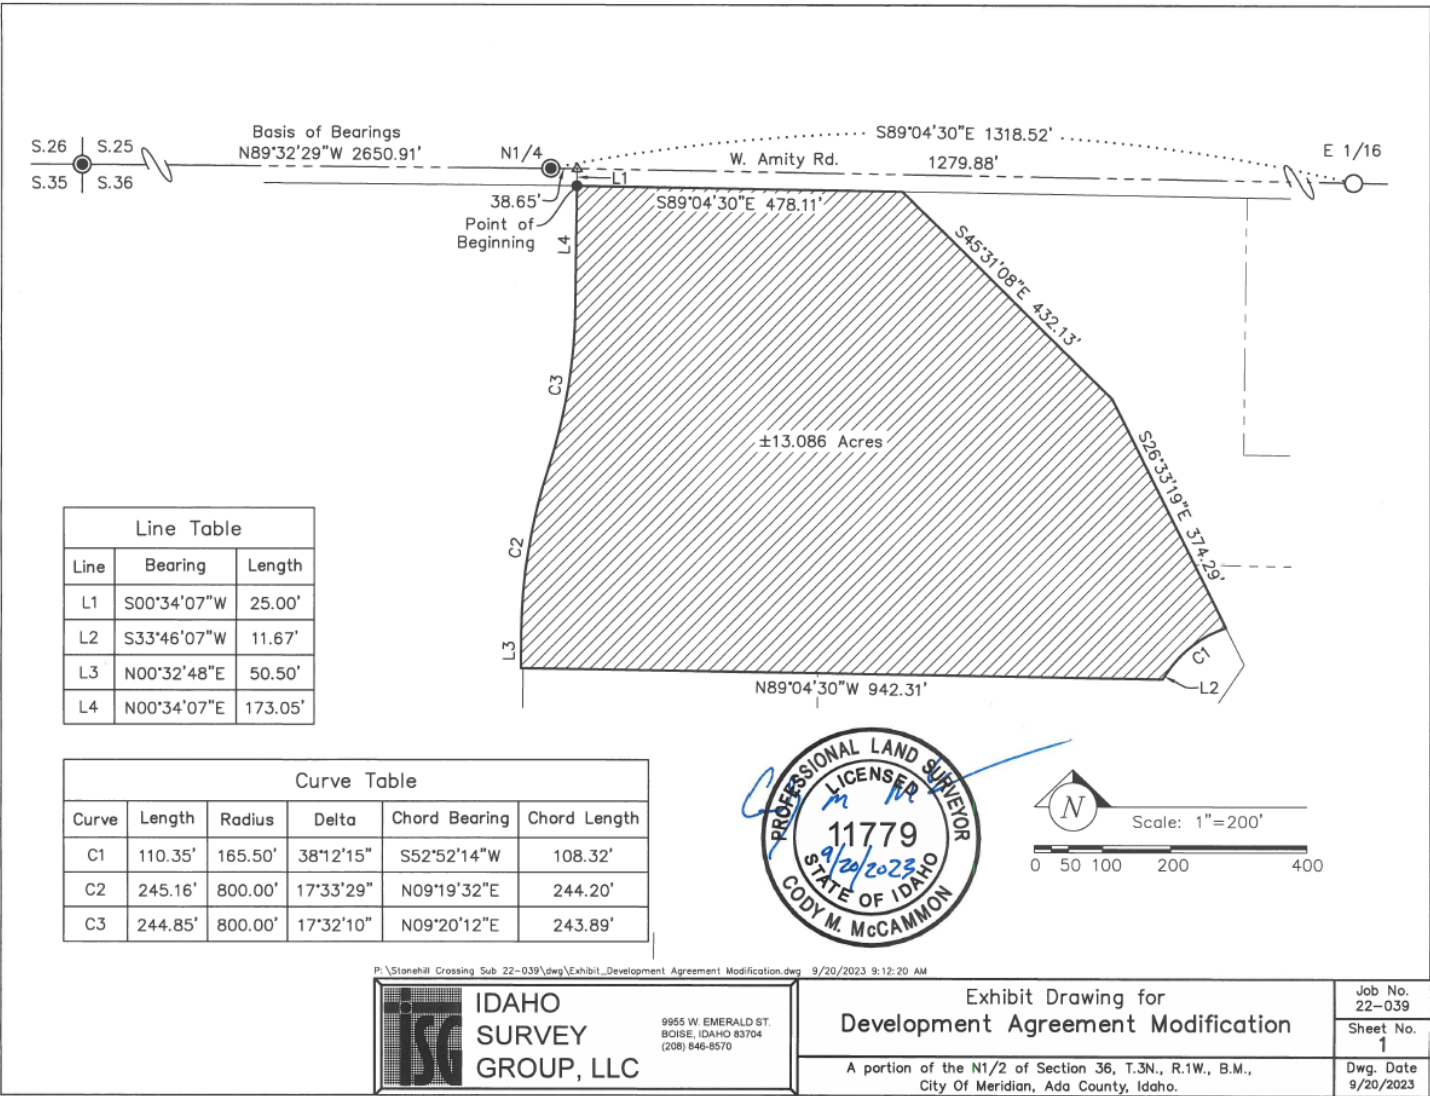 S.26 S.25
S.35 S.36
Basis of Bearings
N89°32'29"W 2650.91'
N1/4
S89°04'30"E 1318.52'
W. Amity Rd. 1279.88'
E 1/16
L1
38.65'
Point of
Beginning
S89°04'30"E 478.11'
L4
S45°31'08"E 432.13'
C3
±13.086 Acres
S26°33'19"E 374.29'
C2
L3
C1
L2
N89°04'30"W 942.31'
Line Table
Line Bearing Length
L1 S00°34'07"W 25.00'
L2 S33°46'07"W 11.67'
L3 N00°32'48"E 50.50'
L4 N00°34'07"E 173.05'
Curve Table
Curve Length Radius Delta Chord Bearing Chord Length
C1 110.35' 165.50' 38°12'15" S52°52'14"W 108.32'
C2 245.16' 800.00' 17°33'29" N09°19'32"E 244.20'
C3 244.85' 800.00' 17°32'10" N09°20'12"E 243.89'
PROFESSIONAL LAND SURVEYOR
LICENSED
11779
9/20/2023
STATE OF IDAHO
CODY M. McCAMMON
N
Scale: 1"=200'
0 50 100 200 400
P:\Stonehill Crossing Sub 22-039\dwg\Exhibit_Development Agreement Modification.dwg 9/20/2023 9:12:20 AM
ISG
IDAHO
SURVEY
GROUP, LLC
9955 W. EMERALD ST.
BOISE, IDAHO 83704
(208) 846-8570
Exhibit Drawing for
Development Agreement Modification
A portion of the N1/2 of Section 36, T.3N., R.1W., B.M.,
City Of Meridian, Ada County, Idaho.
Job No.
22-039
Sheet No.
1
Dwg. Date
9/20/2023